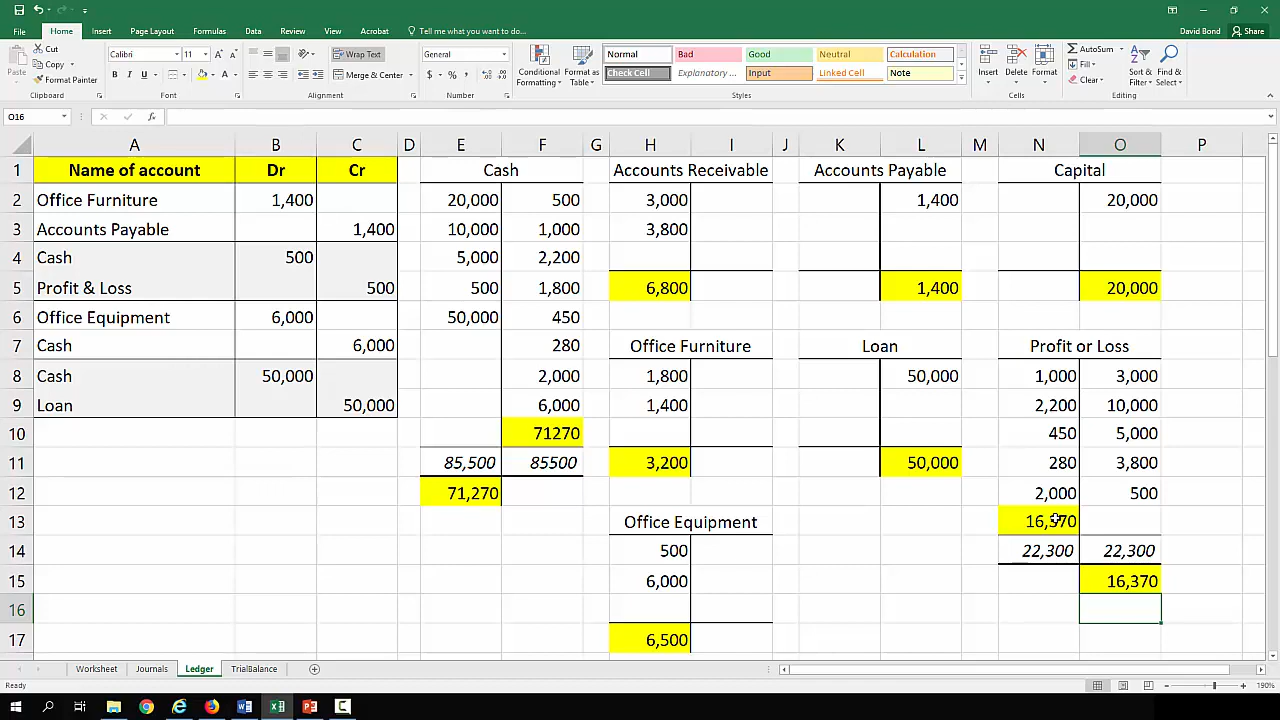 File Home Insert Page Layout Formulas Data Review View Acrobat Tell me what you want to do... David Bond Share
Cut
Copy
Format Painter
Paste
Clipboard
Calibri 11
B I U
Font
Wrap Text
Merge & Center
Alignment
General
$ % ,
Number
Conditional Formatting
Format as Table
Normal Bad Good Neutral Calculation
Check Cell Explanatory ... Input Linked Cell Note
Styles
Insert Delete Format
Cells
AutoSum
Fill
Clear
Sort & Filter
Find & Select
Editing
O16 fx
A B C D E F G H I J K L M N O P
1 Name of account Dr Cr Cash Accounts Receivable Accounts Payable Capital
2 Office Furniture 1,400 20,000 500 3,000 1,400 20,000
3 Accounts Payable 1,400 10,000 1,000 3,800
4 Cash 500 5,000 2,200
5 Profit & Loss 500 500 1,800 6,800 1,400 20,000
6 Office Equipment 6,000 50,000 450
7 Cash 6,000 280 Office Furniture Loan Profit or Loss
8 Cash 50,000 2,000 1,800 50,000 1,000 3,000
9 Loan 50,000 6,000 1,400 2,200 10,000
10 71270 450 5,000
11 85,500 85500 3,200 50,000 280 3,800
12 71,270 2,000 500
13 Office Equipment 16,370
14 500 22,300 22,300
15 6,000 16,370
16
17 6,500
Worksheet Journals Ledger TrialBalance
Ready 190%